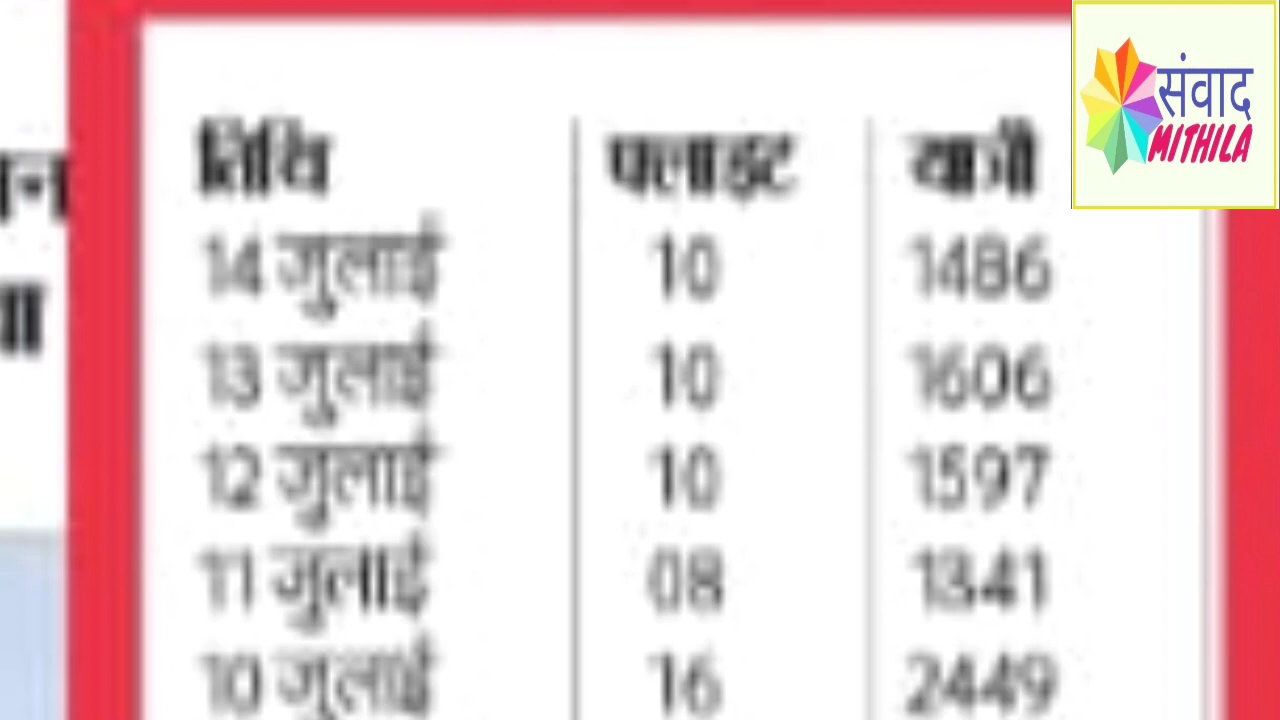 संवाद
MITHILA
तिथि फ्लाइट यात्री
14 जुलाई 10 1486
13 जुलाई 10 1606
12 जुलाई 10 1597
11 जुलाई 08 1341
10 जुलाई 16 2449